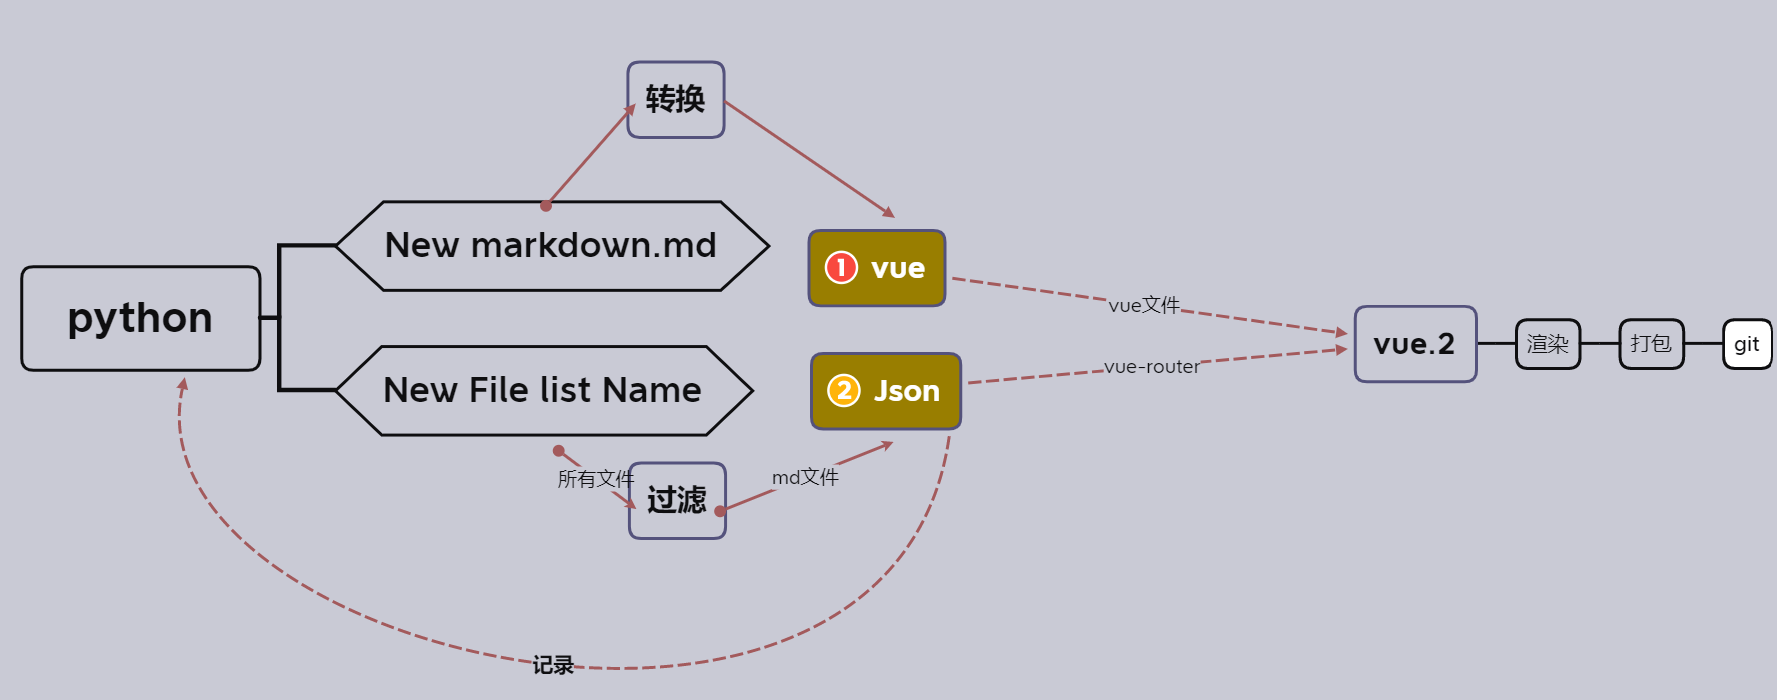 转换
New markdown.md
① vue
python
vue文件
vue.2
渲染
打包
git
vue-router
New File list Name
② Json
所有文件
过滤
md文件
记录